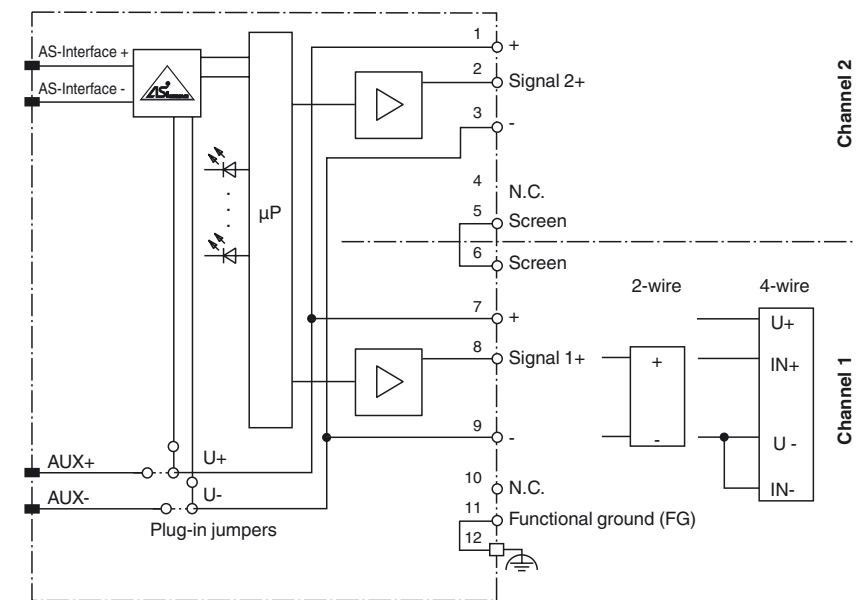 AS-Interface +
AS-Interface -
µP
1
+
2
Signal 2+
3
-
4
N.C.
5
Screen
6
Screen
Channel 2
7
+
8
Signal 1+
9
-
10
N.C.
11
Functional ground (FG)
12
2-wire
+
-
4-wire
U+
IN+
U -
IN-
Channel 1
AUX+
U+
AUX-
U-
Plug-in jumpers